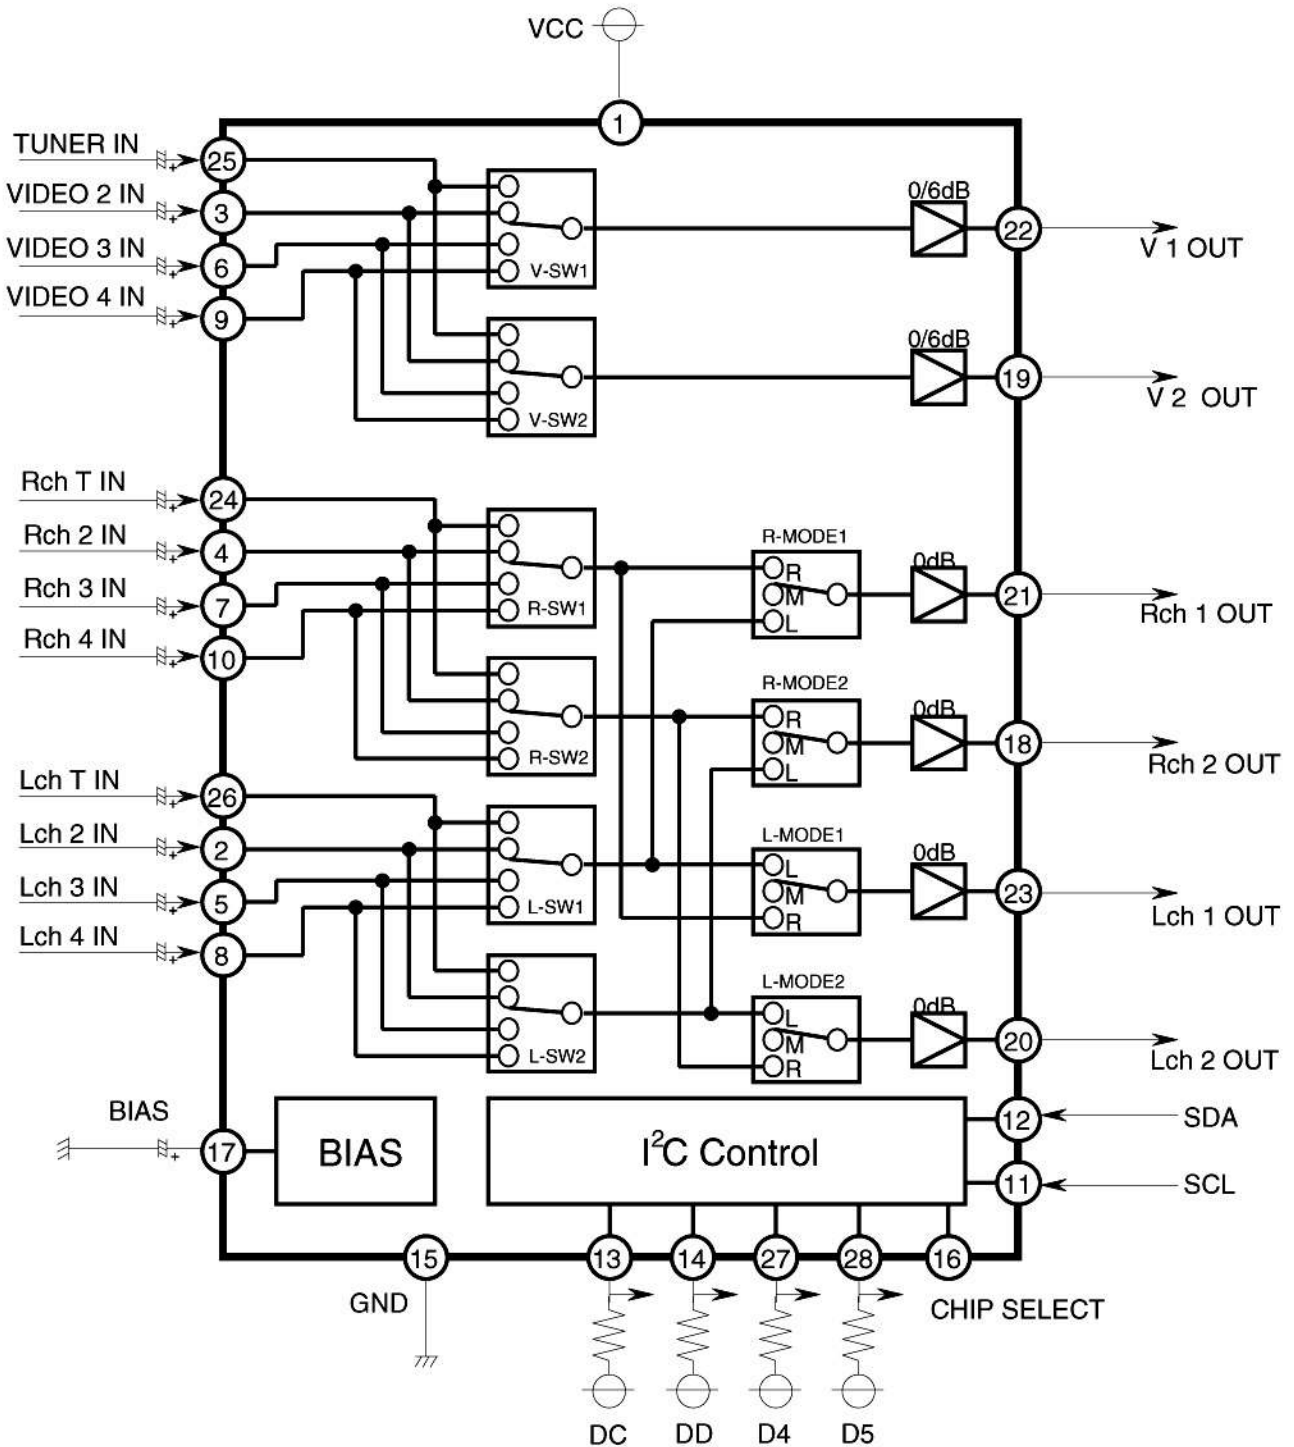 VCC
1
TUNER IN
25
VIDEO 2 IN
3
VIDEO 3 IN
6
VIDEO 4 IN
9
V-SW1
0/6dB
22
V 1 OUT
V-SW2
0/6dB
19
V 2 OUT
Rch T IN
24
Rch 2 IN
4
Rch 3 IN
7
Rch 4 IN
10
R-SW1
R-MODE1
R
M
L
0dB
21
Rch 1 OUT
R-SW2
R-MODE2
R
M
L
0dB
18
Rch 2 OUT
Lch T IN
26
Lch 2 IN
2
Lch 3 IN
5
Lch 4 IN
8
L-SW1
L-MODE1
L
M
R
0dB
23
Lch 1 OUT
L-SW2
L-MODE2
L
M
R
0dB
20
Lch 2 OUT
BIAS
17
BIAS
I²C Control
12
SDA
11
SCL
15
13
14
27
28
16
GND
CHIP SELECT
DC
DD
D4
D5